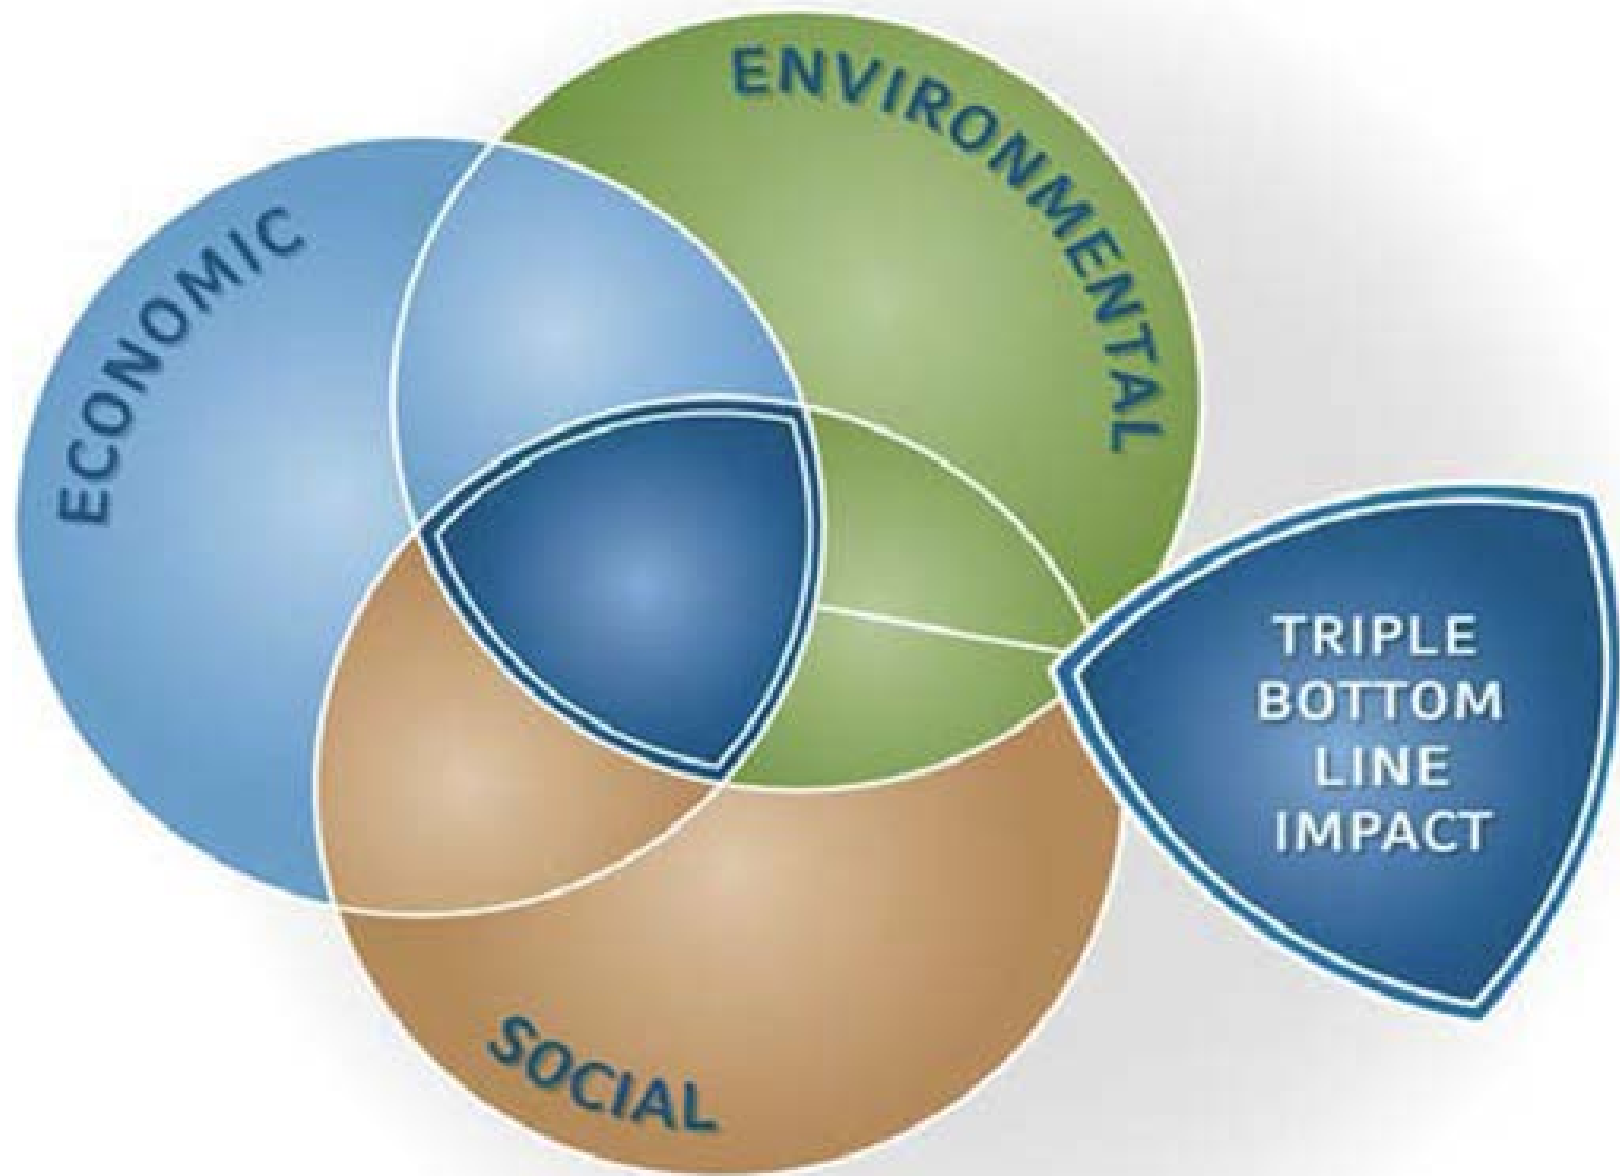 ENVIRONMENTAL
ECONOMIC
TRIPLE
BOTTOM
LINE
IMPACT
SOCIAL